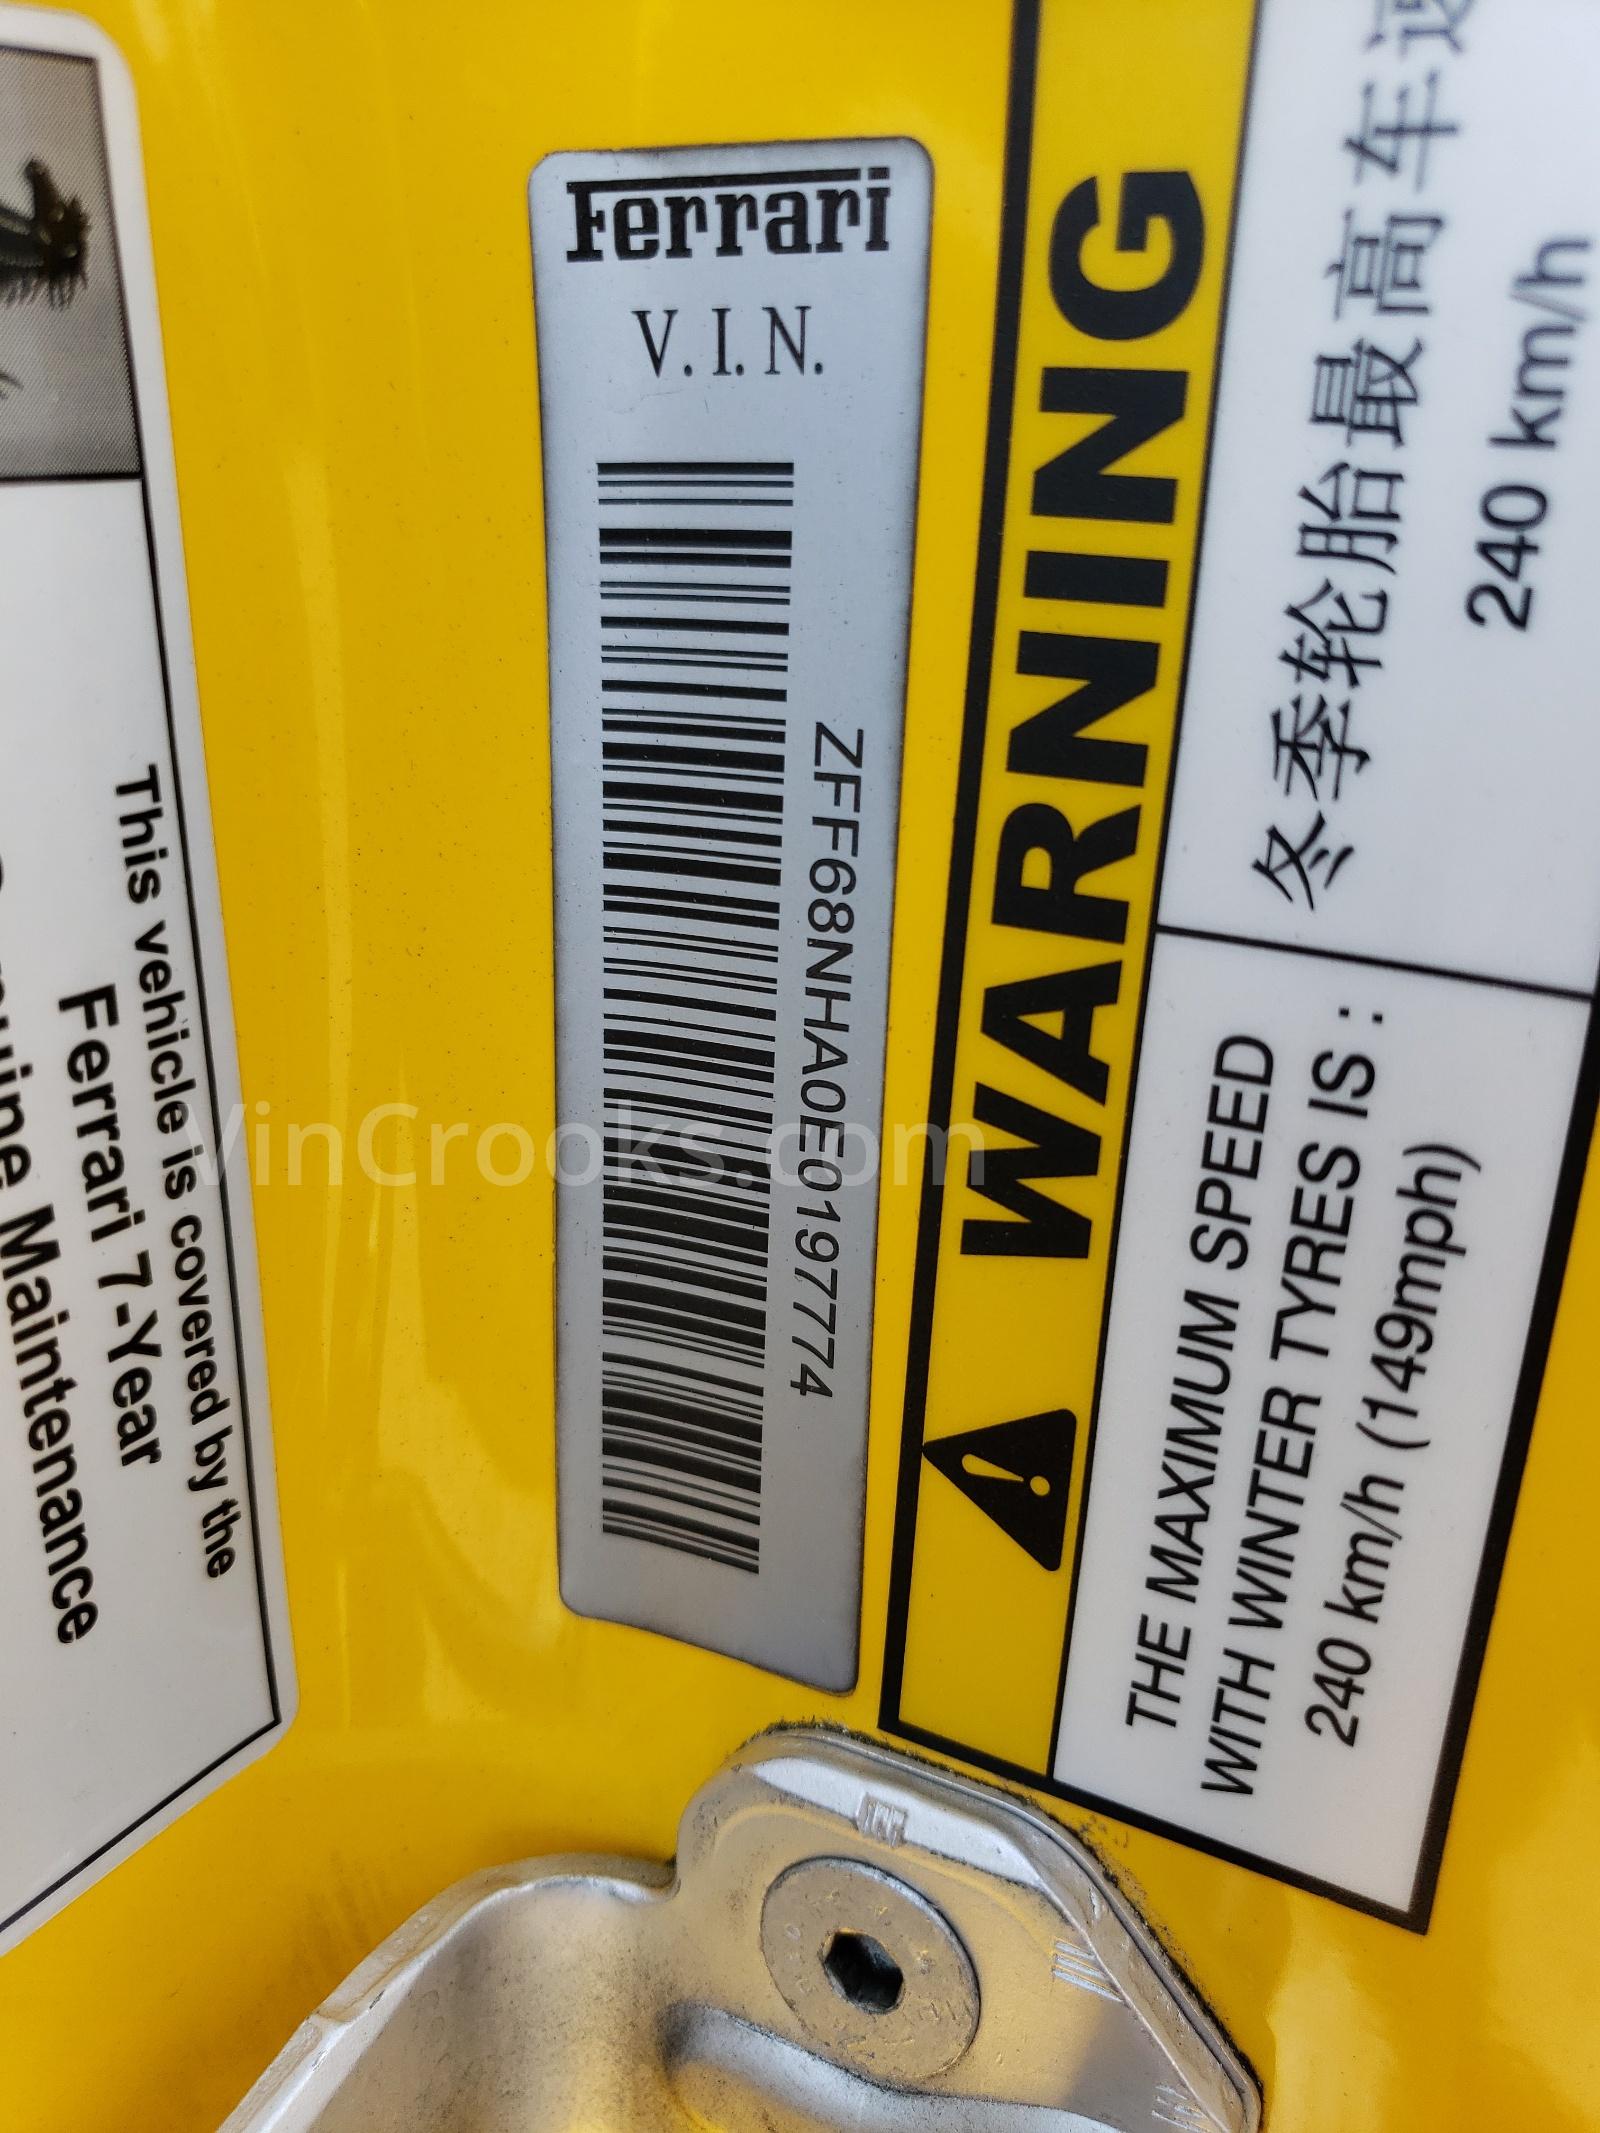 This vehicle is covered by the
Ferrari 7-Year
Maintenance
Ferrari
V.I.N.
ZFF68NHA0E0197774
WARNING
THE MAXIMUM SPEED
WITH WINTER TYRES IS :
240 km/h (149mph)
冬季轮胎最高车速
240 km/h
VinCrooks.com